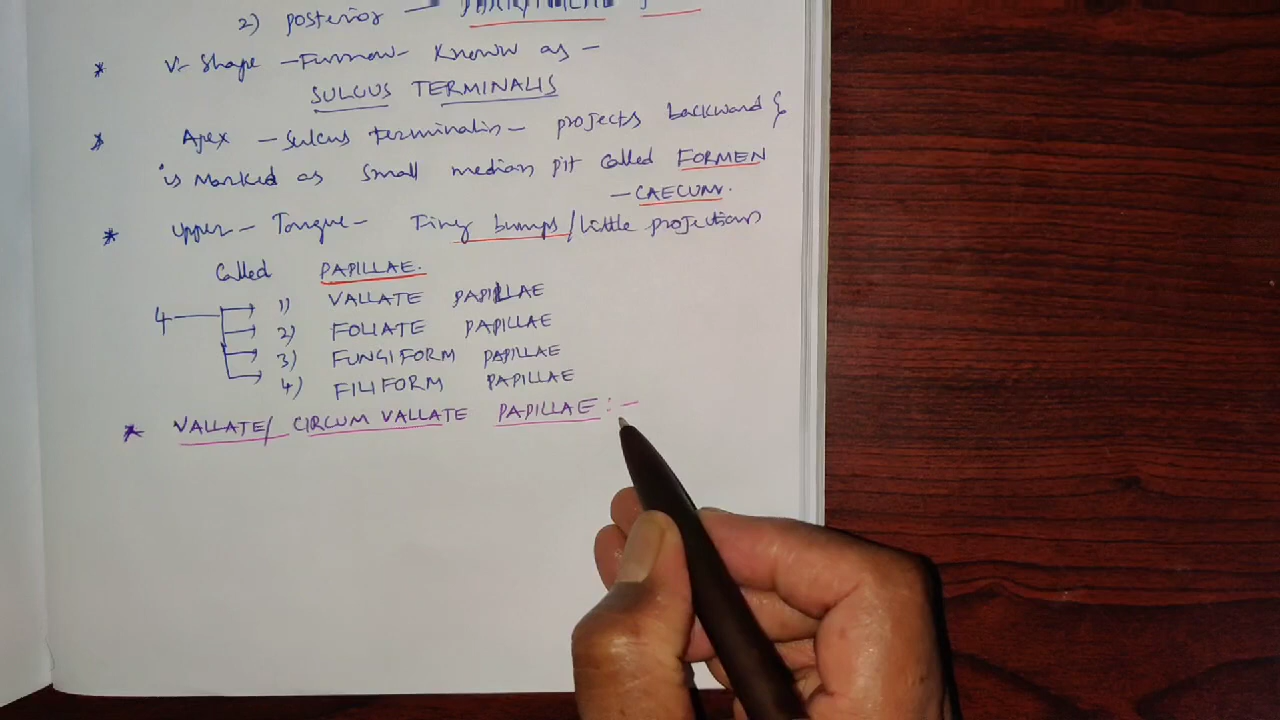 2) posterior —
* V- Shape - Furrow- Known as -
SULCUS TERMINALIS
* Apex - Sulcus terminalis - projects backward &
is Marked as small median pit called FORMEN
- CAECUM.
* Upper - Tongue - Tiny bumps/little projections
Called PAPILLAE.
4 1) VALLATE PAPILLAE
2) FOLIATE PAPILLAE
3) FUNGIFORM PAPILLAE
4) FILIFORM PAPILLAE
* VALLATE/ CIRCUM VALLATE PAPILLAE :-